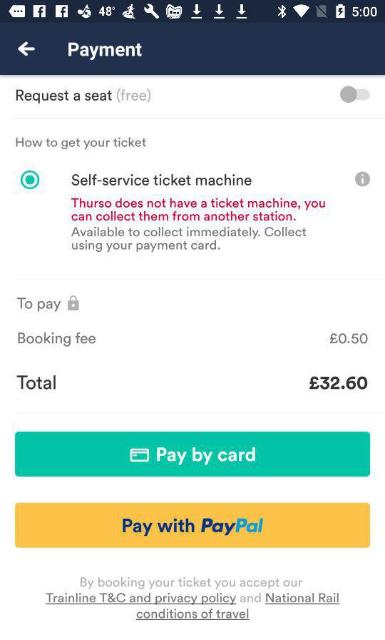 48° 5:00
Payment
Request a seat (free)
How to get your ticket
Self-service ticket machine
Thurso does not have a ticket machine, you
can collect them from another station.
Available to collect immediately. Collect
using your payment card.
To pay
Booking fee £0.50
Total £32.60
Pay by card
Pay with PayPal
By booking your ticket you accept our
Trainline T&C and privacy policy and National Rail
conditions of travel